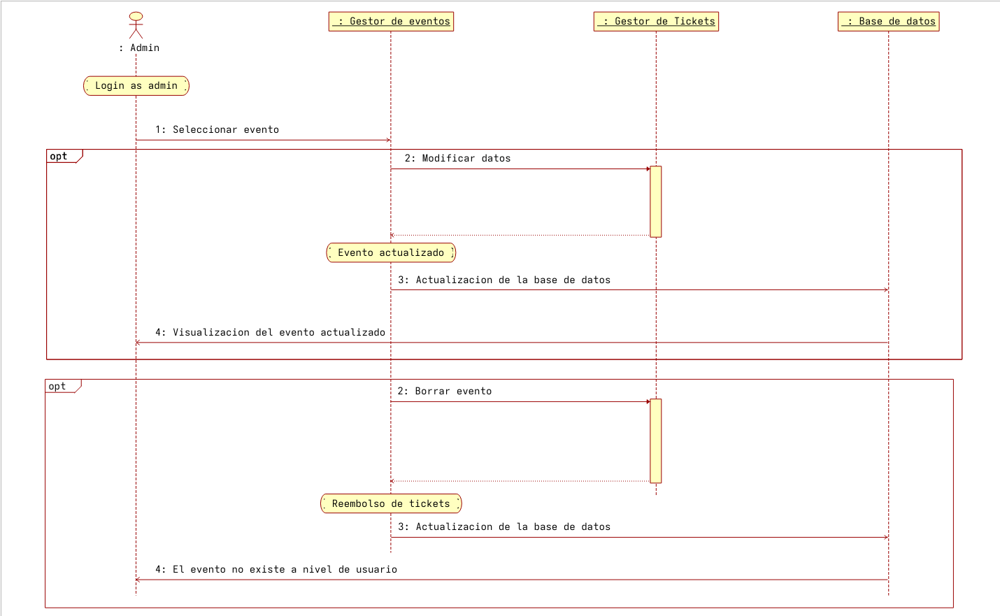 : Admin
: Gestor de eventos
: Gestor de Tickets
: Base de datos
Login as admin
1: Seleccionar evento
opt
2: Modificar datos
Evento actualizado
3: Actualizacion de la base de datos
4: Visualizacion del evento actualizado
opt
2: Borrar evento
Reembolso de tickets
3: Actualizacion de la base de datos
4: El evento no existe a nivel de usuario